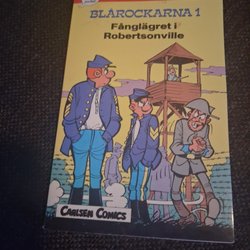 BLÅROCKARNA 1
Fånglägret i
Robertsonville
CARLSEN COMICS